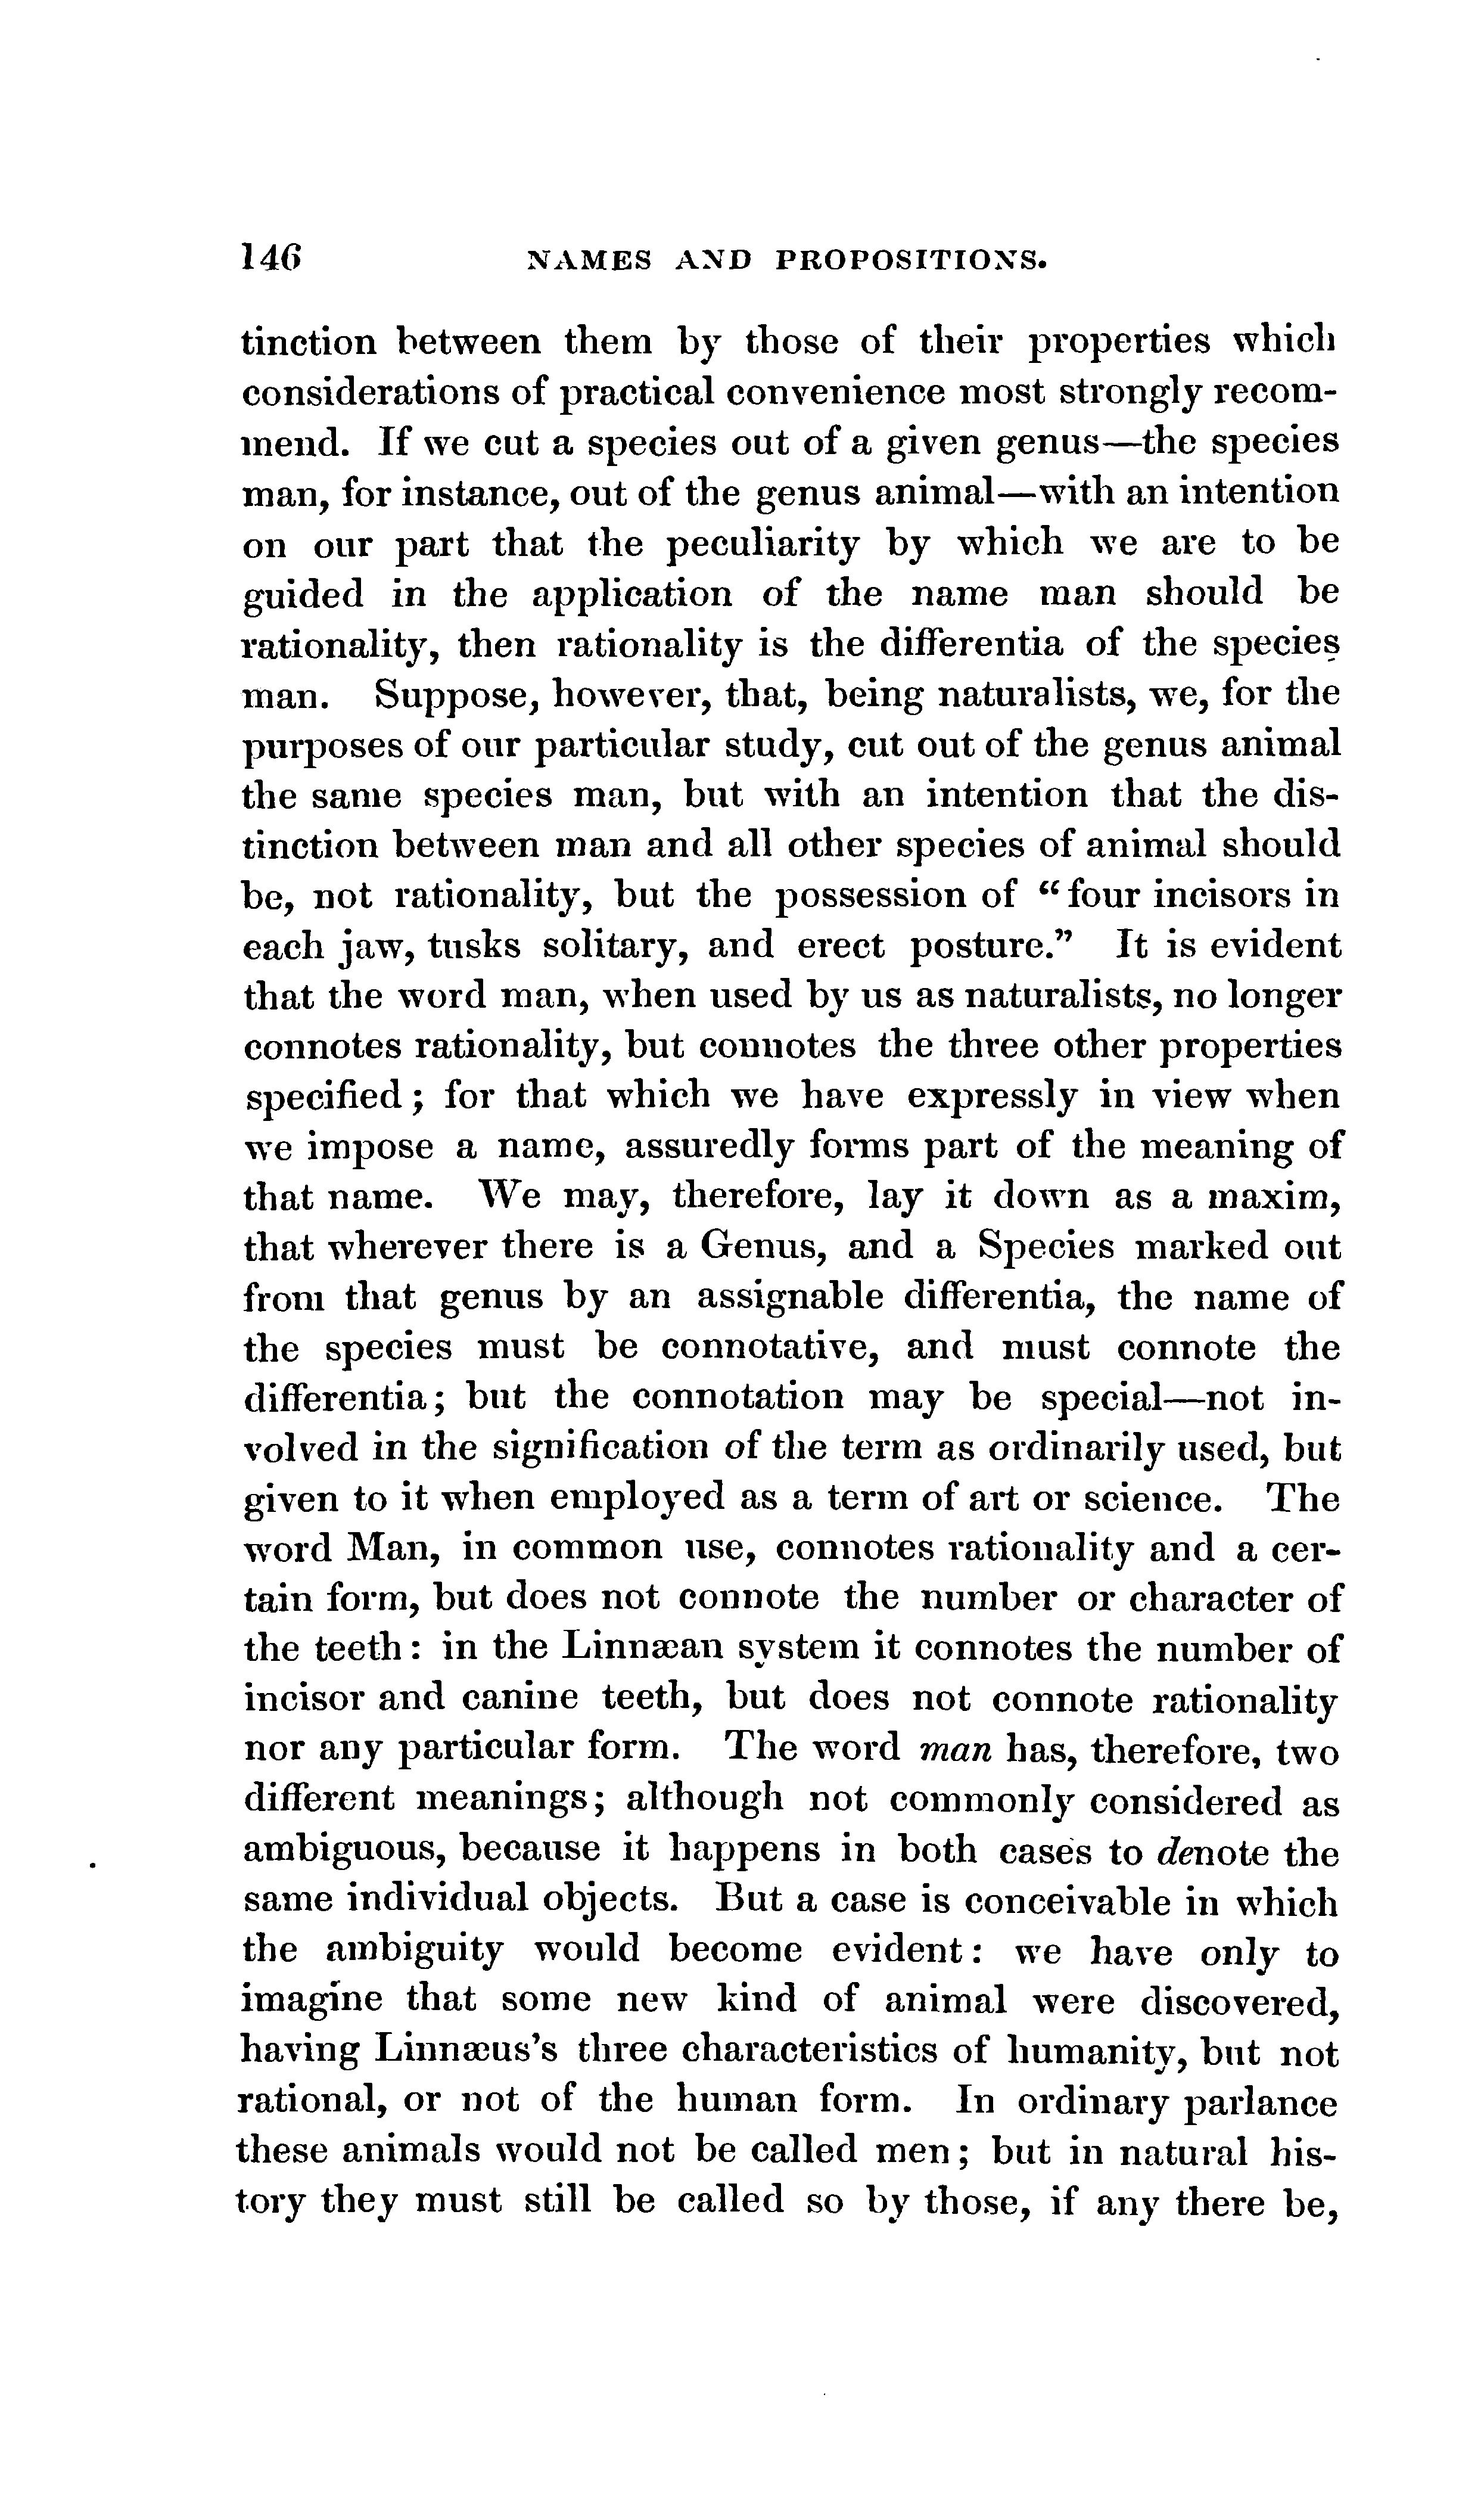 146 NAMES AND PROPOSITIONS.
tinction between them by those of their properties which
considerations of practical convenience most strongly recom-
mend. If we cut a species out of a given genus—the species
man, for instance, out of the genus animal—with an intention
on our part that the peculiarity by which we are to be
guided in the application of the name man should be
rationality, then rationality is the differentia of the species
man. Suppose, however, that, being naturalists, we, for the
purposes of our particular study, cut out of the genus animal
the same species man, but with an intention that the dis-
tinction between man and all other species of animal should
be, not rationality, but the possession of “four incisors in
each jaw, tusks solitary, and erect posture.” It is evident
that the word man, when used by us as naturalists, no longer
connotes rationality, but connotes the three other properties
specified; for that which we have expressly in view when
we impose a name, assuredly forms part of the meaning of
that name. We may, therefore, lay it down as a maxim,
that wherever there is a Genus, and a Species marked out
from that genus by an assignable differentia, the name of
the species must be connotative, and must connote the
differentia; but the connotation may be special—not in-
volved in the signification of the term as ordinarily used, but
given to it when employed as a term of art or science. The
word Man, in common use, connotes rationality and a cer-
tain form, but does not connote the number or character of
the teeth: in the Linnæan system it connotes the number of
incisor and canine teeth, but does not connote rationality
nor any particular form. The word man has, therefore, two
different meanings; although not commonly considered as
ambiguous, because it happens in both cases to denote the
same individual objects. But a case is conceivable in which
the ambiguity would become evident: we have only to
imagine that some new kind of animal were discovered,
having Linnæus's three characteristics of humanity, but not
rational, or not of the human form. In ordinary parlance
these animals would not be called men; but in natural his-
tory they must still be called so by those, if any there be,